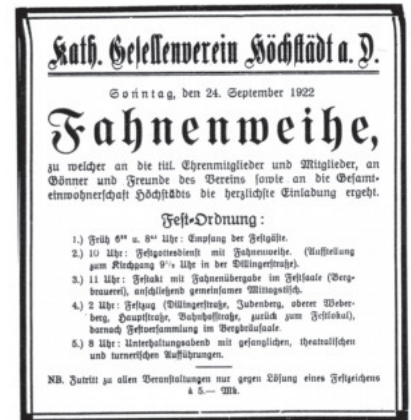 Kath. Gesellenverein Höchstädt a. D.
Sonntag, den 24. September 1922
Fahnenweihe,
zu welcher an die titl. Ehrenmitglieder und Mitglieder, an
Gönner und Freunde des Vereins sowie an die Gesamt-
einwohnerschaft Höchstädts die herzlichste Einladung ergeht.
Fest-Ordnung:
1.) Früh u. Uhr: Empfang der Festgäste.
2.) 10 Uhr: Festgottesdienst mit Fahnenweihe. (Aufstellung
zum Kirchgang Uhr in der Dillingerstraße).
3.) 11 Uhr: Festakt mit Fahnenübergabe im Festsaale (Berg-
brauerei), anschließend gemeinsamer Mittagstisch.
4.) 2 Uhr: Festzug (Dillingerstraße, Judenberg, oberer Weber-
berg, Hauptstraße, Bahnhofstraße, zurück zum Festlokal),
darnach Festversammlung im Bergbräusaale.
5.) 8 Uhr: Unterhaltungsabend mit gesanglichen, theatralischen
und turnerischen Aufführungen.
NB. Zutritt zu allen Veranstaltungen nur gegen Lösung eines Festzeichens
à 5.— Mk.